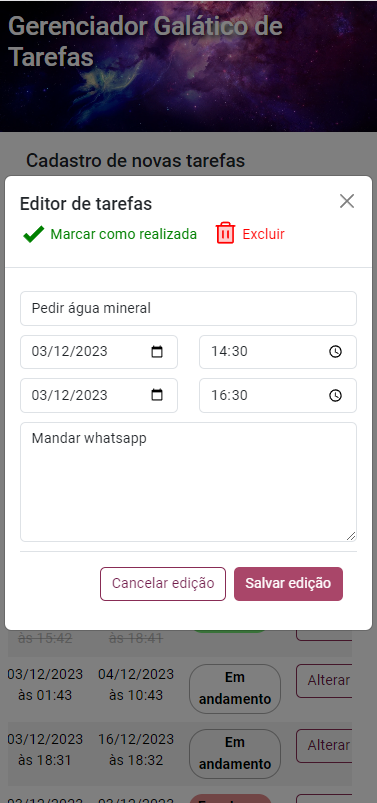 Gerenciador Galático de
Tarefas
Cadastro de novas tarefas
Editor de tarefas
Marcar como realizada
Excluir
Pedir água mineral
03/12/2023
14:30
03/12/2023
16:30
Mandar whatsapp
Cancelar edição
Salvar edição
às 15:42 às 18:41
03/12/2023 04/12/2023 Em Alterar
às 01:43 às 10:43 andamento
03/12/2023 16/12/2023 Em Alterar
às 18:31 às 18:32 andamento